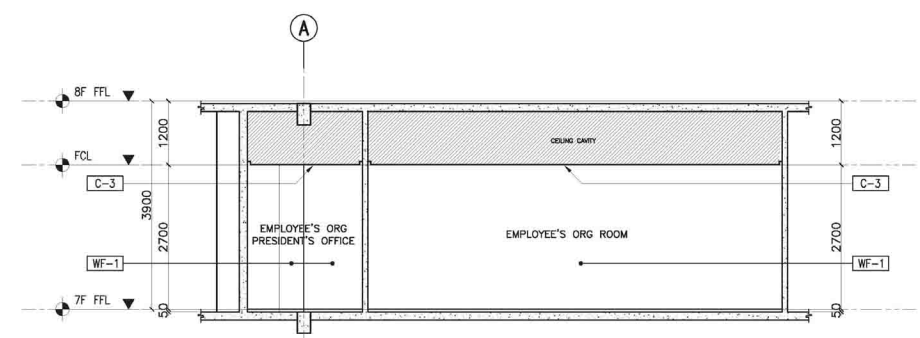 A
8F FFL
1200
1200
CEILING CAVITY
FCL
C-3
C-3
3900
2700
2700
EMPLOYEE'S ORG
PRESIDENT'S OFFICE
EMPLOYEE'S ORG ROOM
WF-1
WF-1
7F FFL
50
50